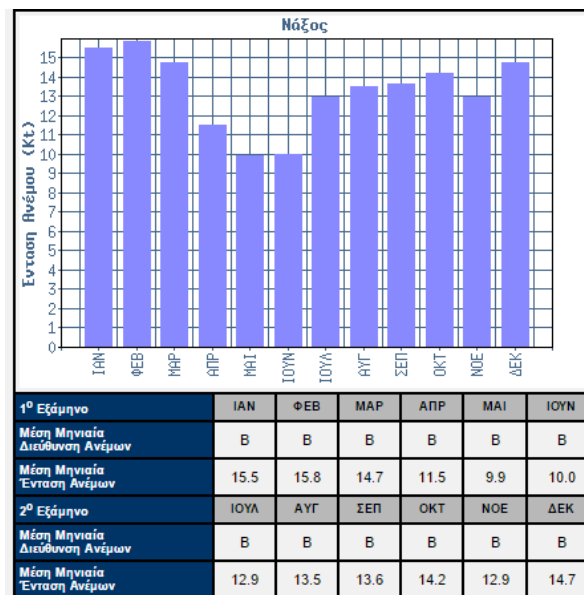 Νάξος
Ένταση Ανέμου (Kt)
15
14
13
12
11
10
9
8
7
6
5
4
3
2
1
0
ΙΑΝ ΦΕΒ ΜΑΡ ΑΠΡ ΜΑΙ ΙΟΥΝ ΙΟΥΛ ΑΥΓ ΣΕΠ ΟΚΤ ΝΟΕ ΔΕΚ
1⁰ Εξάμηνο ΙΑΝ ΦΕΒ ΜΑΡ ΑΠΡ ΜΑΙ ΙΟΥΝ
Μέση Μηνιαία
Διεύθυνση Ανέμων Β Β Β Β Β Β
Μέση Μηνιαία
Ένταση Ανέμων 15.5 15.8 14.7 11.5 9.9 10.0
2⁰ Εξάμηνο ΙΟΥΛ ΑΥΓ ΣΕΠ ΟΚΤ ΝΟΕ ΔΕΚ
Μέση Μηνιαία
Διεύθυνση Ανέμων Β Β Β Β Β Β
Μέση Μηνιαία
Ένταση Ανέμων 12.9 13.5 13.6 14.2 12.9 14.7